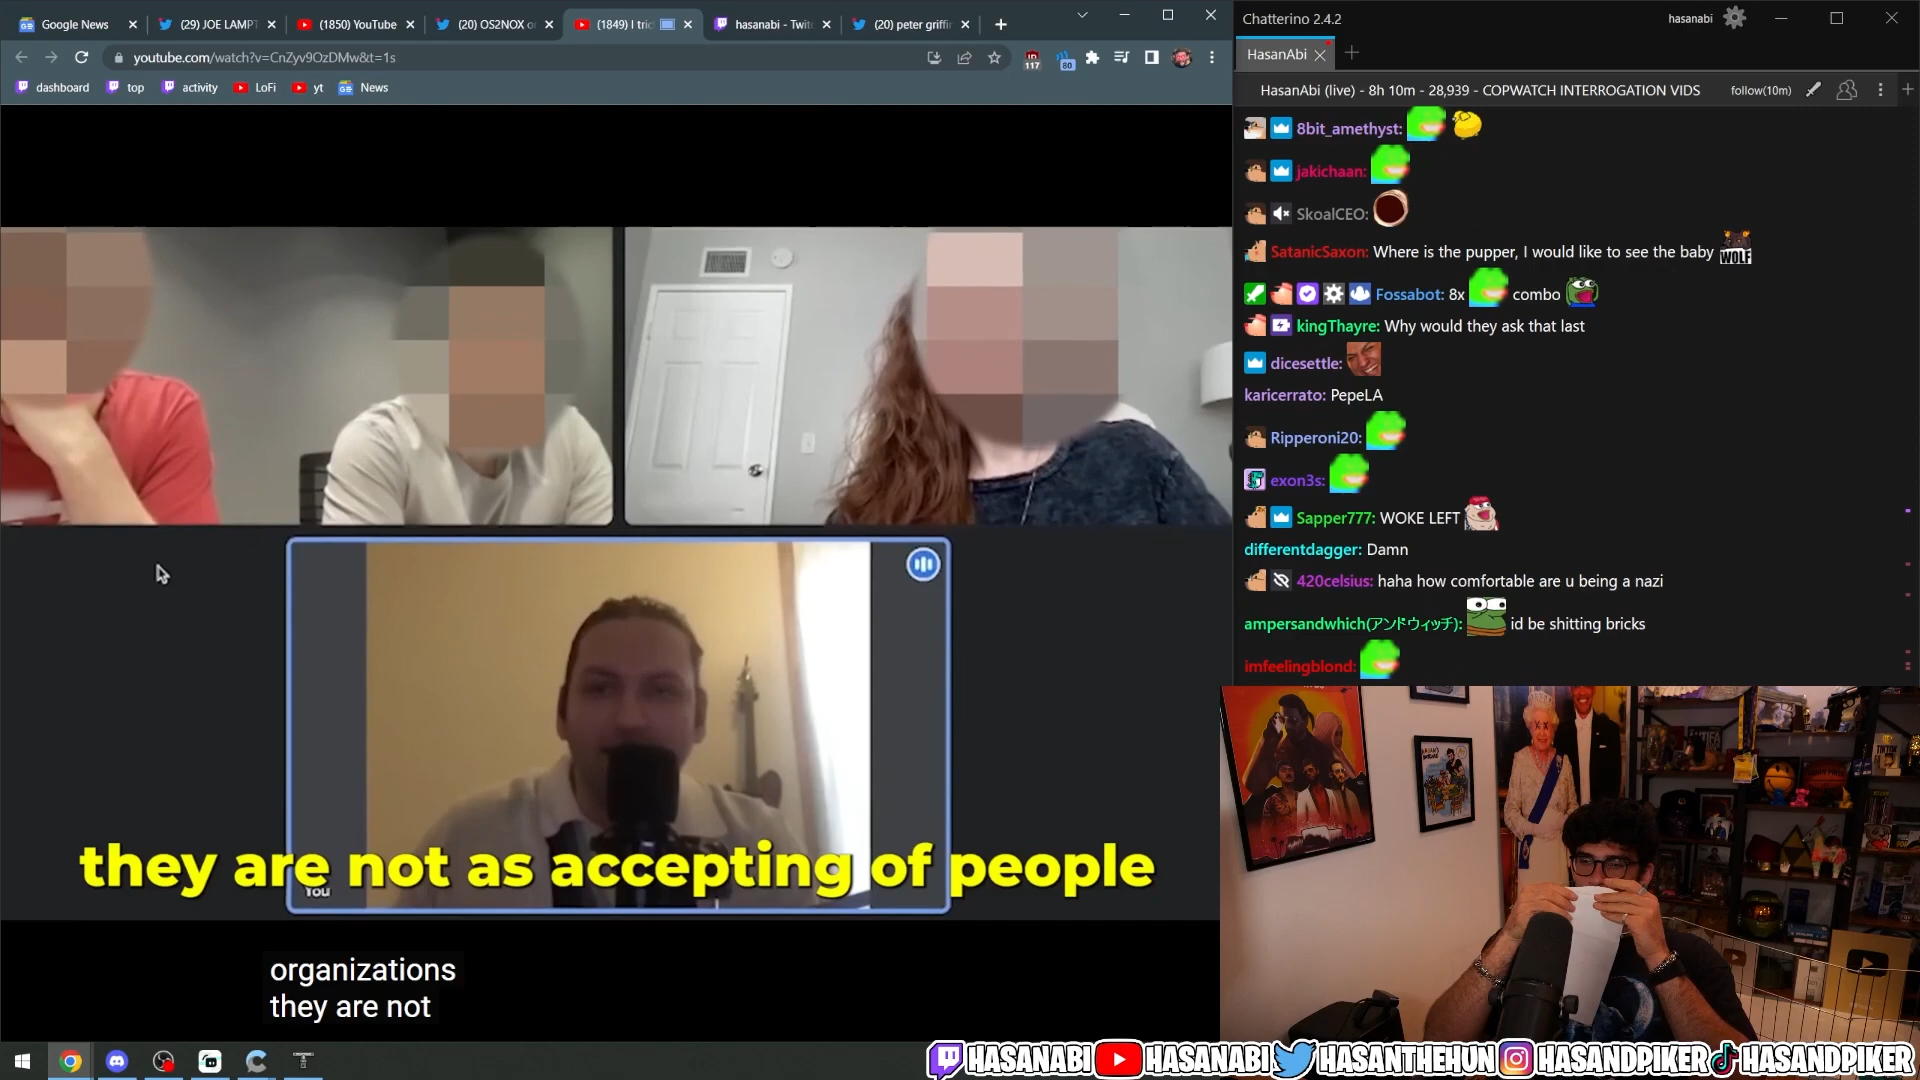 Google News
(29) JOE LAMPT
(1850) YouTube
(20) OS2NOX o
(1849) I tric
hasanabi - Twit
(20) peter griffi
youtube.com/watch?v=CnZyv9OzDMw&t=1s
117
80
dashboard
top
activity
LoFi
yt
News
Chatterino 2.4.2
hasanabi
HasanAbi
HasanAbi (live) - 8h 10m - 28,939 - COPWATCH INTERROGATION VIDS
follow(10m)
8bit_amethyst:
jakichaan:
SkoalCEO:
SatanicSaxon: Where is the pupper, I would like to see the baby WOLF
Fossabot: 8x combo
kingThayre: Why would they ask that last
dicesettle:
karicerrato: PepeLA
Ripperoni20:
exon3s:
Sapper777: WOKE LEFT
differentdagger: Damn
420celsius: haha how comfortable are u being a nazi
ampersandwhich(アンドウィッチ): id be shitting bricks
imfeelingblond:
they are not as accepting of people
You
organizations
they are not
HASANABI HASANABI HASANTHEHUN HASANDPIKER HASANDPIKER